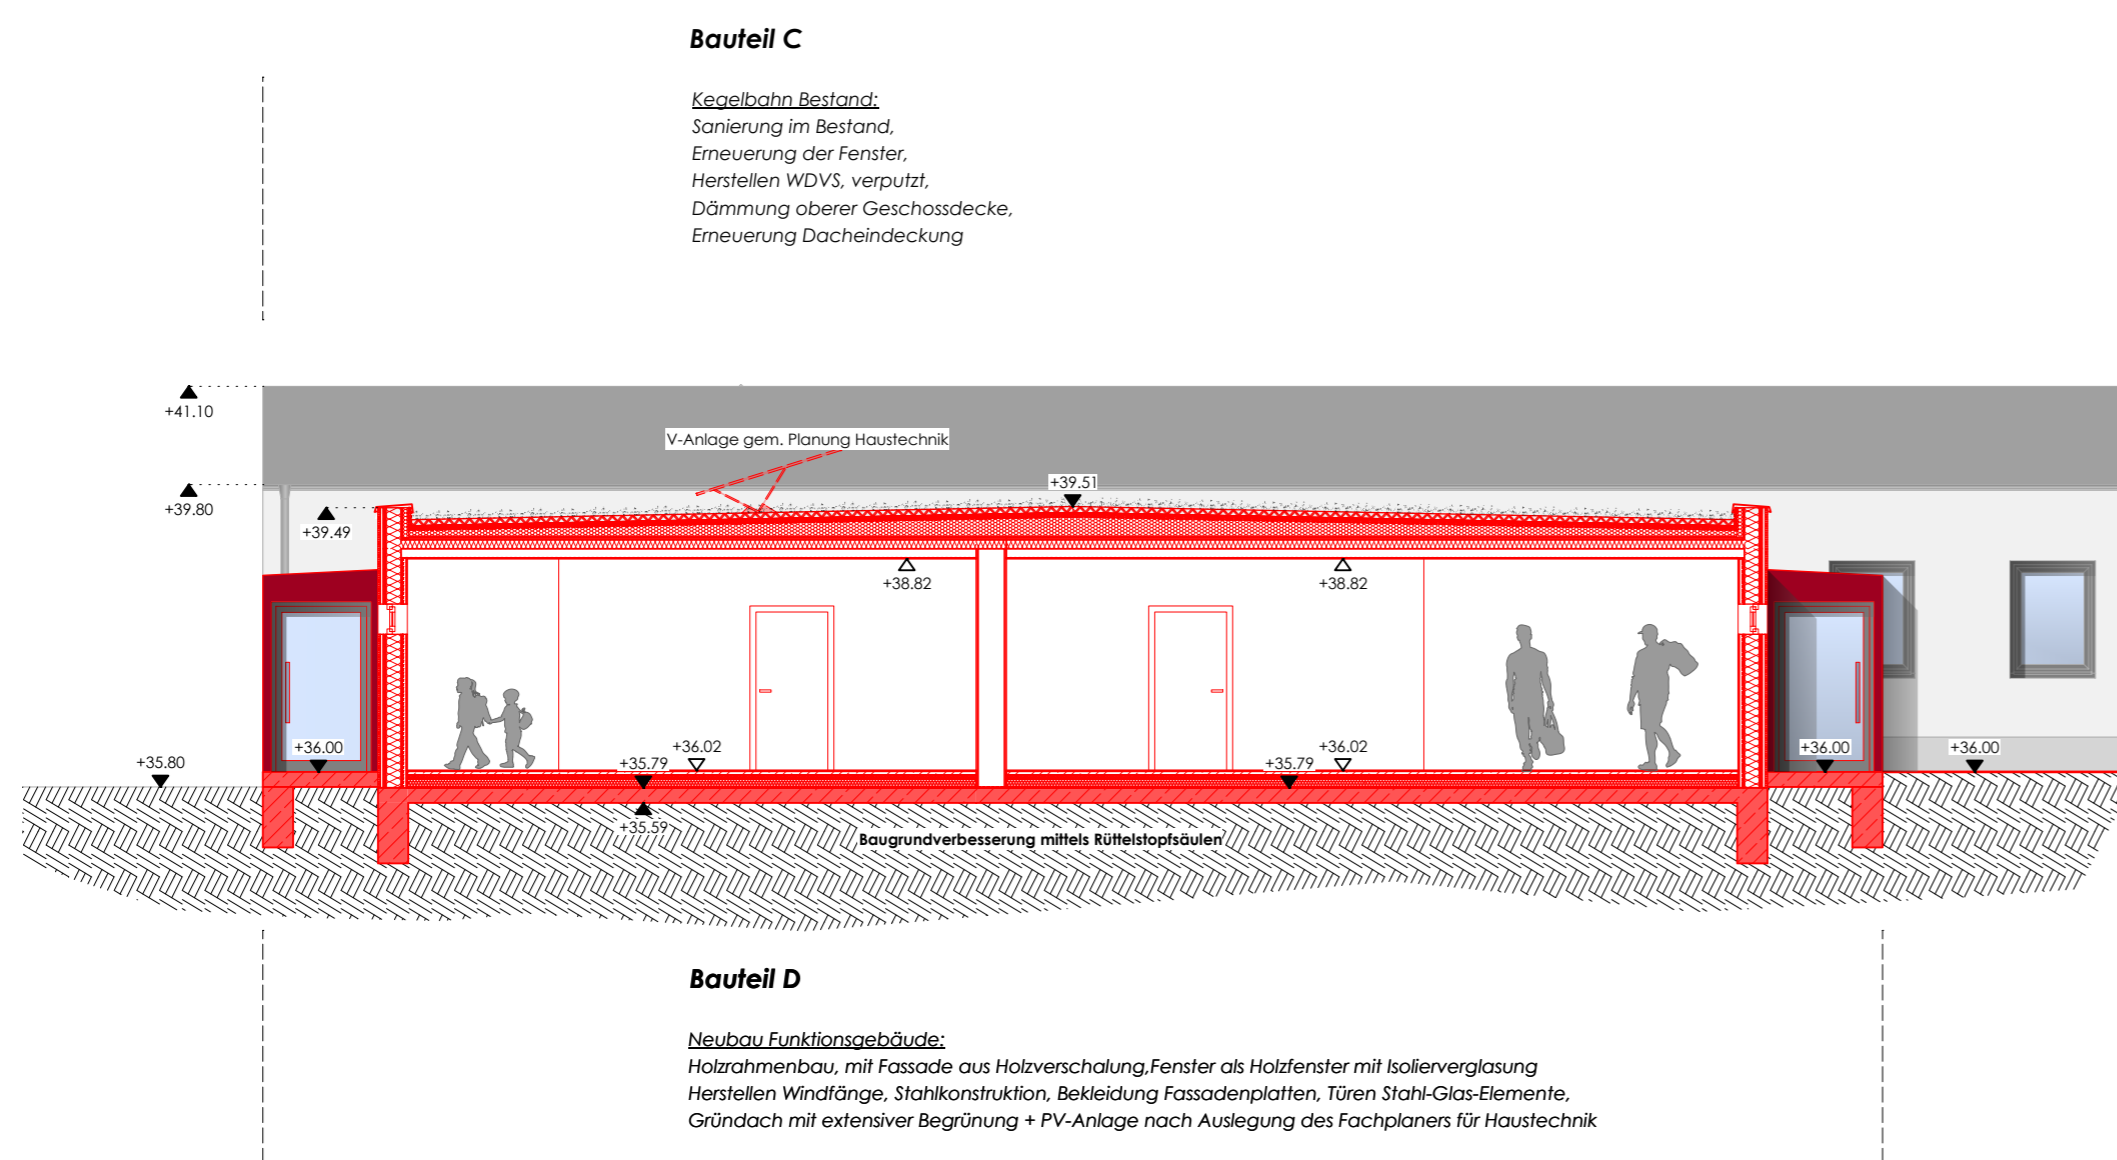 Bauteil C
Kegelbahn Bestand:
Sanierung im Bestand,
Erneuerung der Fenster,
Herstellen WDVS, verputzt,
Dämmung oberer Geschossdecke,
Erneuerung Dacheindeckung
+41.10
V-Anlage gem. Planung Haustechnik
+39.80
+39.51
+39.49
+38.82
+38.82
+36.00
+36.02
+36.02
+36.00
+36.00
+35.80
+35.79
+35.79
+35.59
Baugrundverbesserung mittels Rüttelstopfsäulen
Bauteil D
Neubau Funktionsgebäude:
Holzrahmenbau, mit Fassade aus Holzverschalung,Fenster als Holzfenster mit Isolierverglasung
Herstellen Windfänge, Stahlkonstruktion, Bekleidung Fassadenplatten, Türen Stahl-Glas-Elemente,
Gründach mit extensiver Begrünung + PV-Anlage nach Auslegung des Fachplaners für Haustechnik